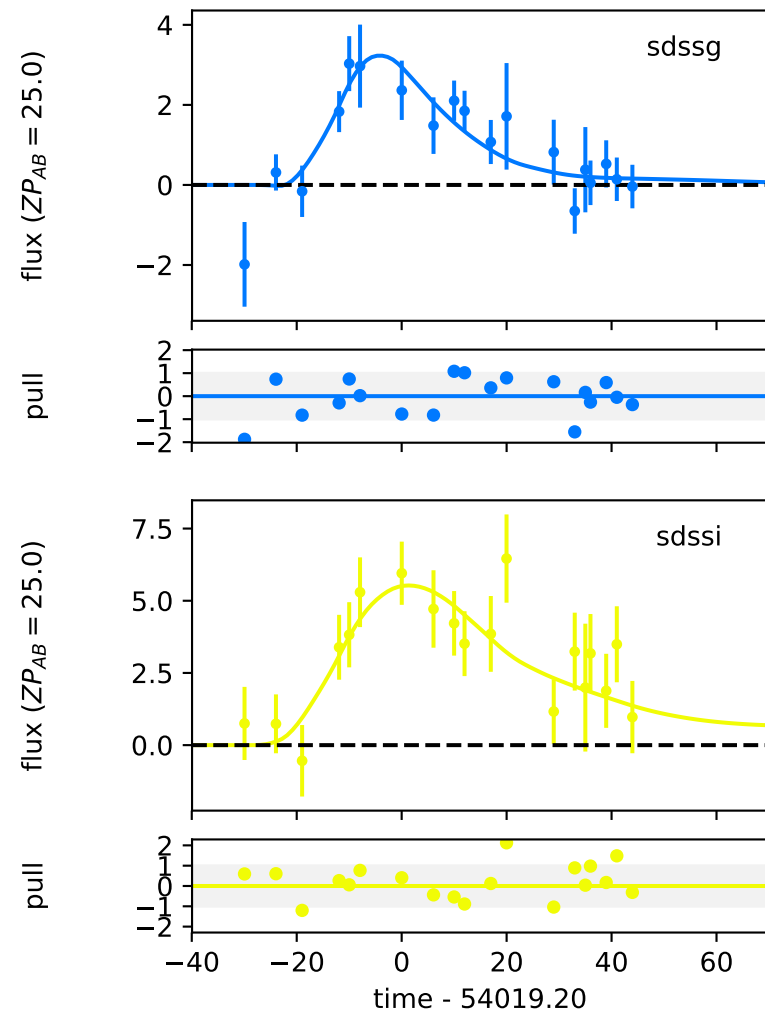 4
2
0
−2
flux (ZP_AB = 25.0)
sdssg
2
1
0
−1
−2
pull
7.5
5.0
2.5
0.0
flux (ZP_AB = 25.0)
sdssi
2
1
0
−1
−2
pull
−40 −20 0 20 40 60
time - 54019.20